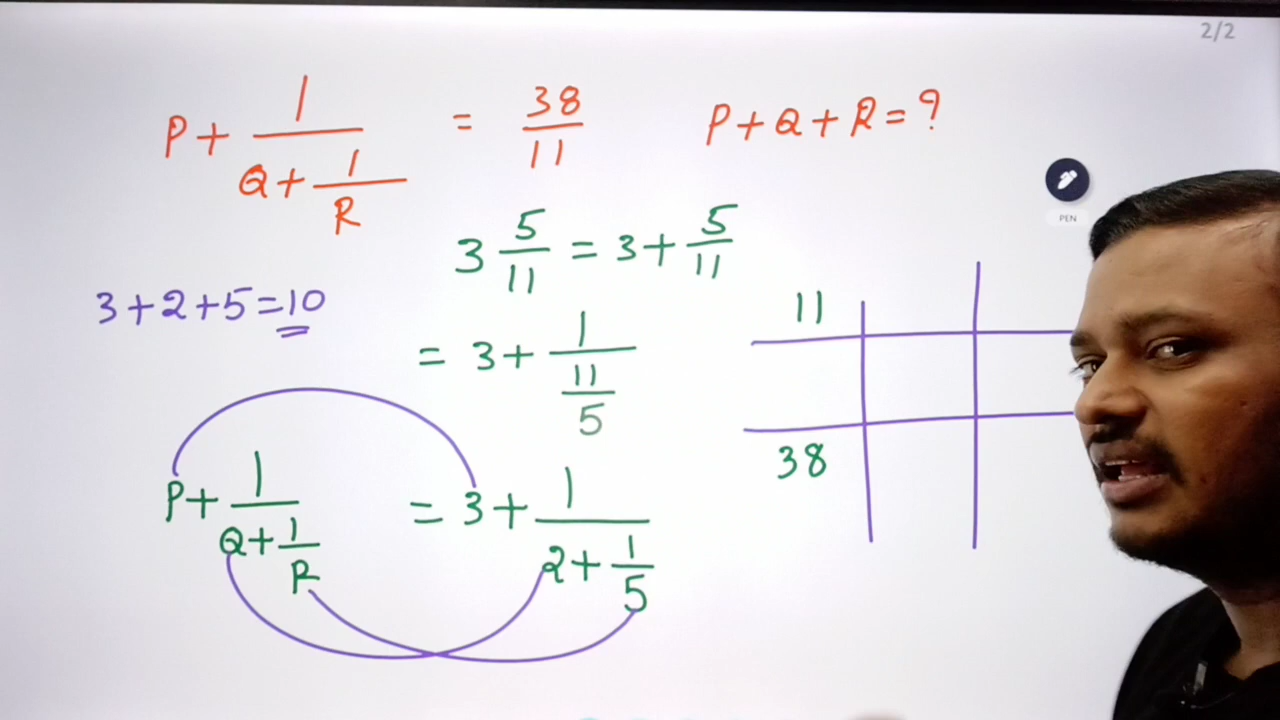 2/2
P + 1/(Q + 1/R) = 38/11
P + Q + R = ?
PEN
3 5/11 = 3 + 5/11
3 + 2 + 5 = 10
= 3 + 1/(11/5)
11
38
P + 1/(Q + 1/R) = 3 + 1/(2 + 1/5)